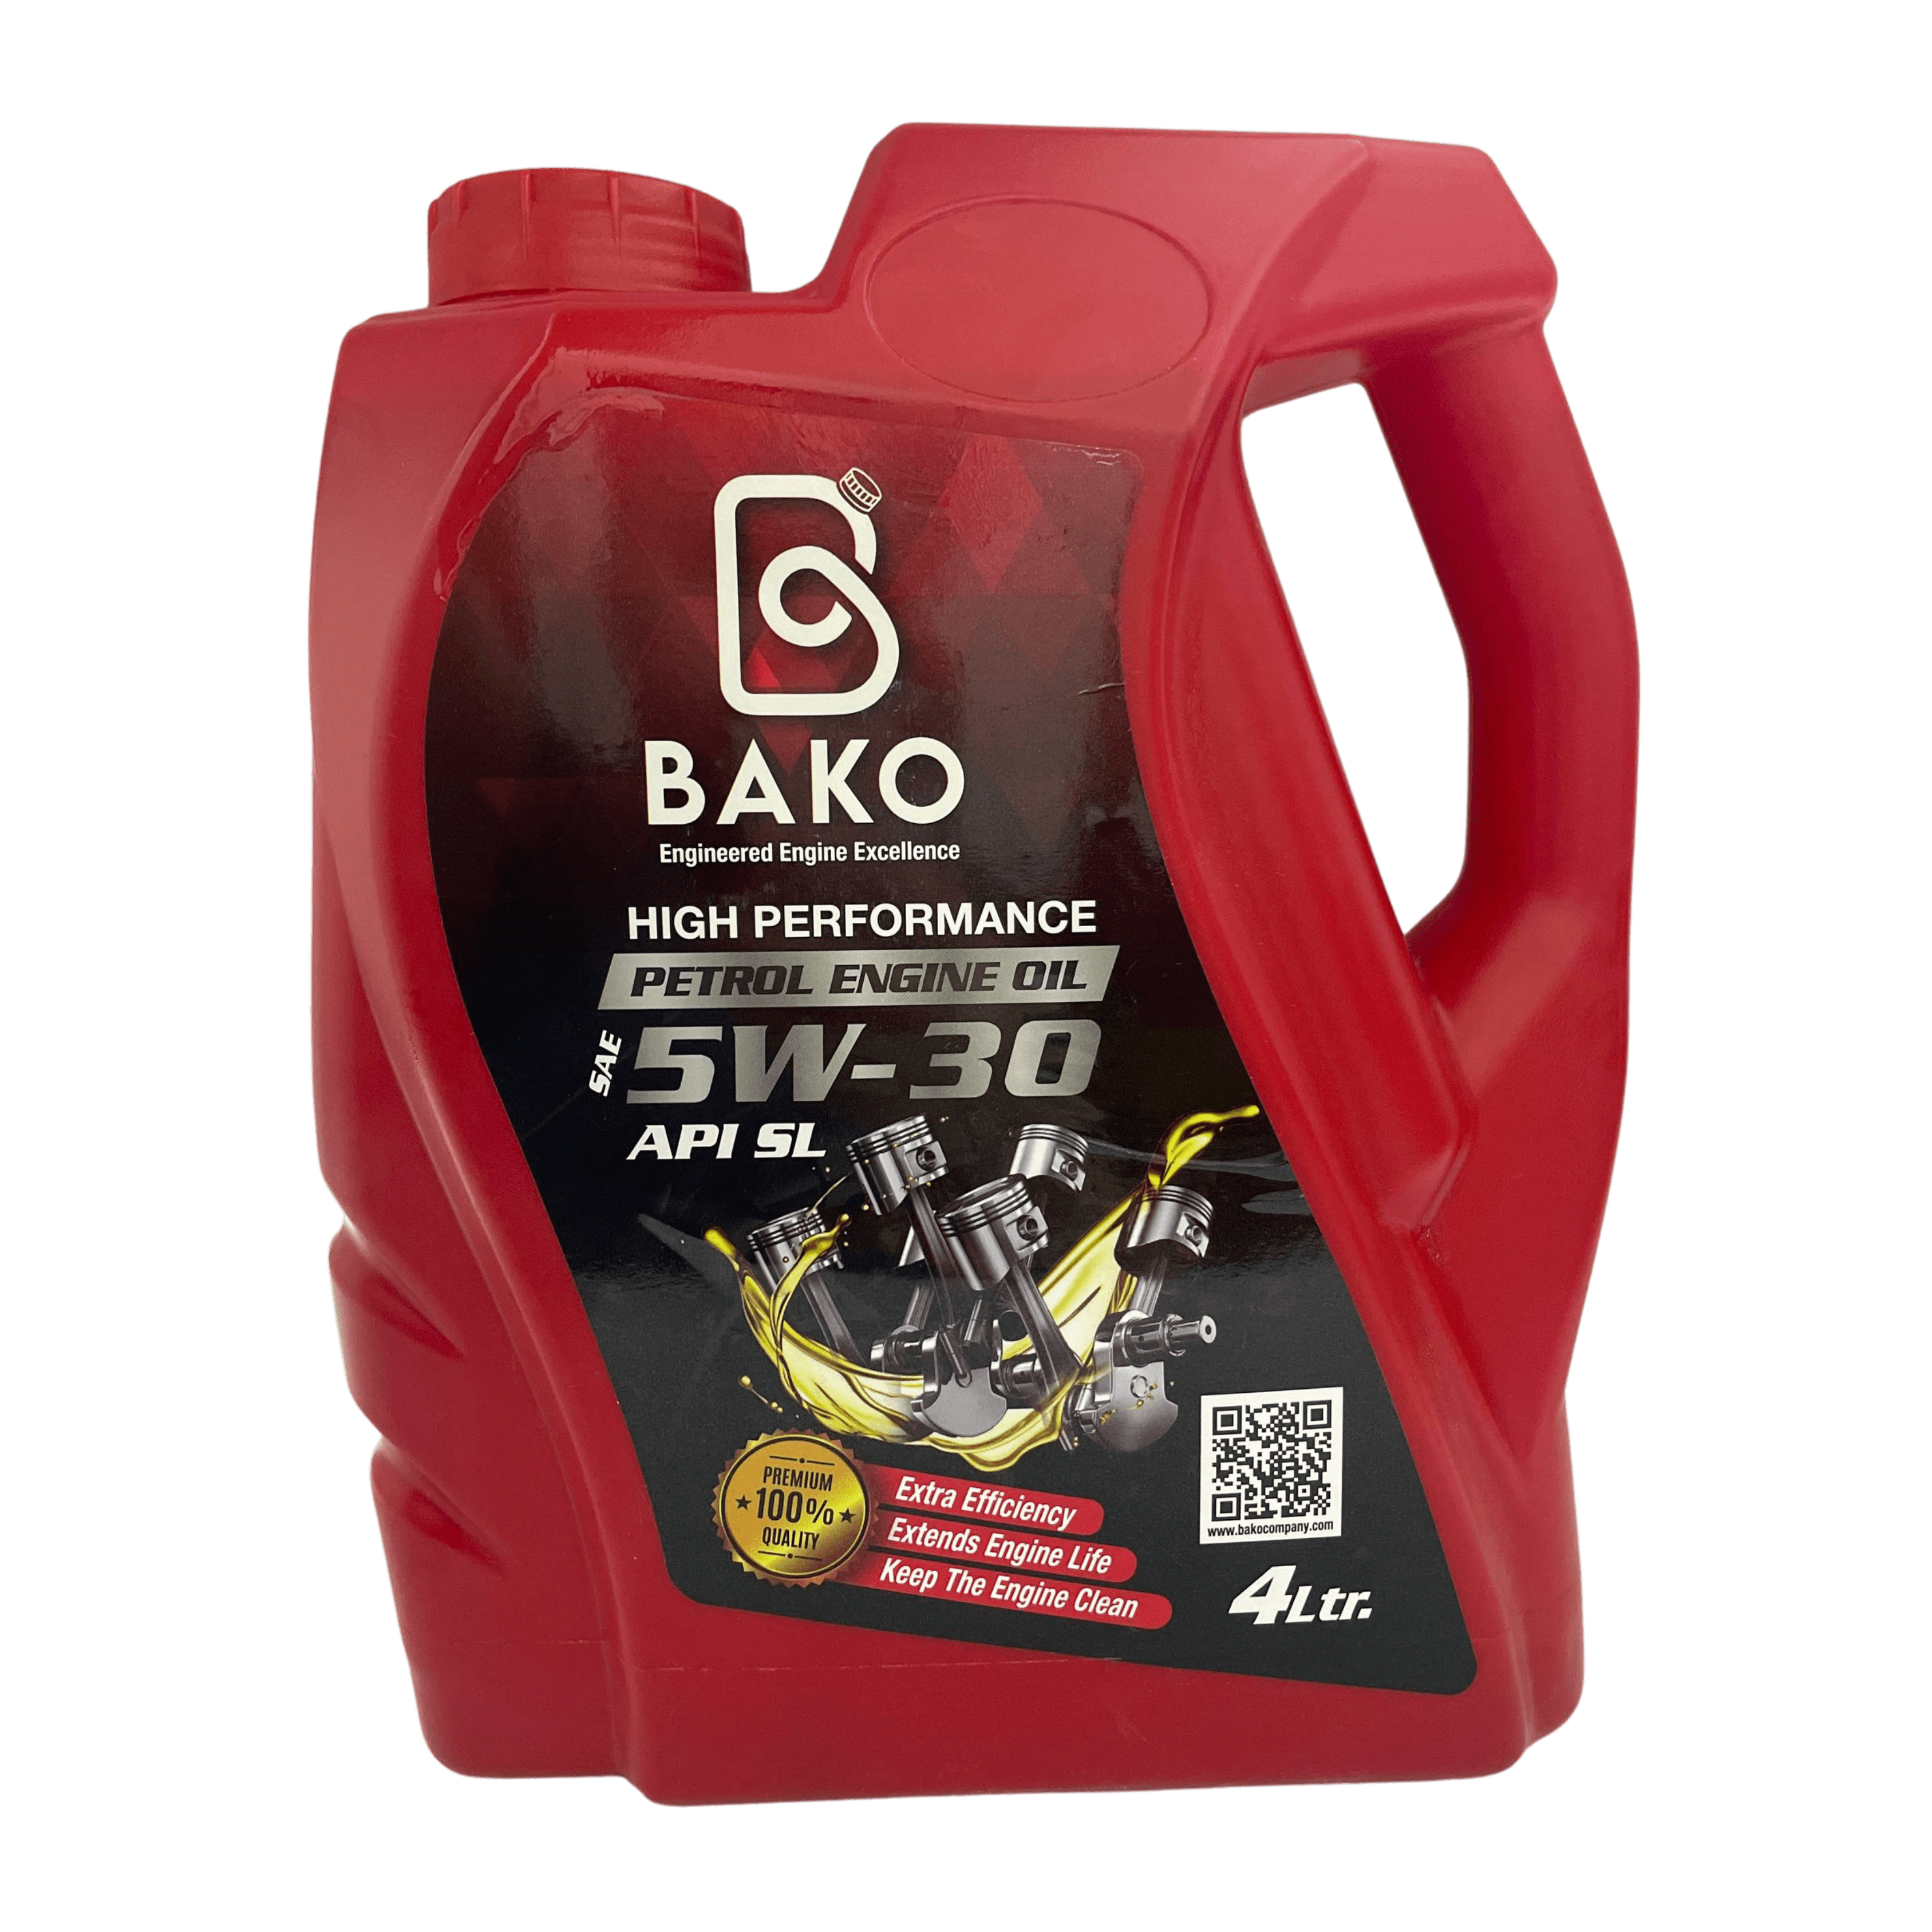 BAKO
Engineered Engine Excellence
HIGH PERFORMANCE
PETROL ENGINE OIL
SAE 5W-30
API SL
PREMIUM
100%
QUALITY
Extra Efficiency
Extends Engine Life
Keep The Engine Clean
www.bakocompany.com
4Ltr.